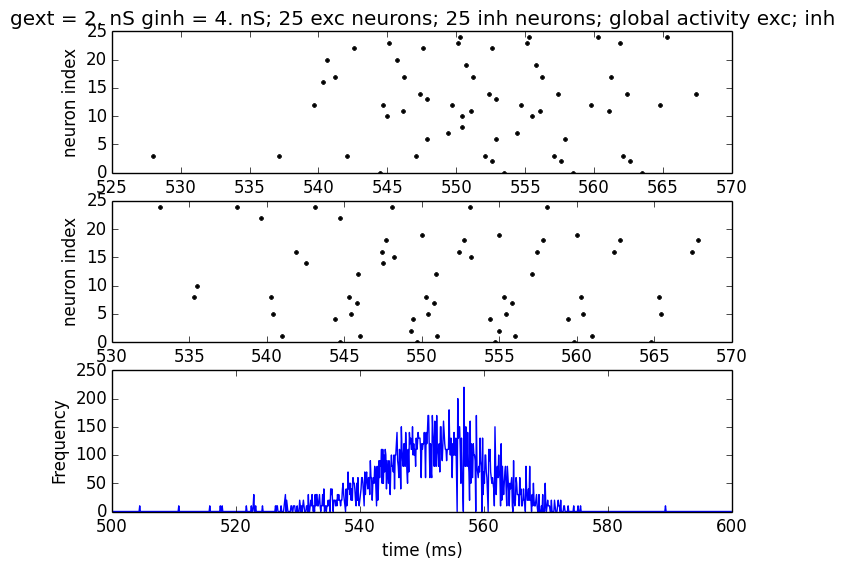 gext = 2. nS ginh = 4. nS; 25 exc neurons; 25 inh neurons; global activity exc; inh
25
20
15
10
5
0
neuron index
525 530 535 540 545 550 555 560 565 570
25
20
15
10
5
0
neuron index
530 535 540 545 550 555 560 565 570
250
200
150
100
50
0
Frequency
500 520 540 560 580 600
time (ms)